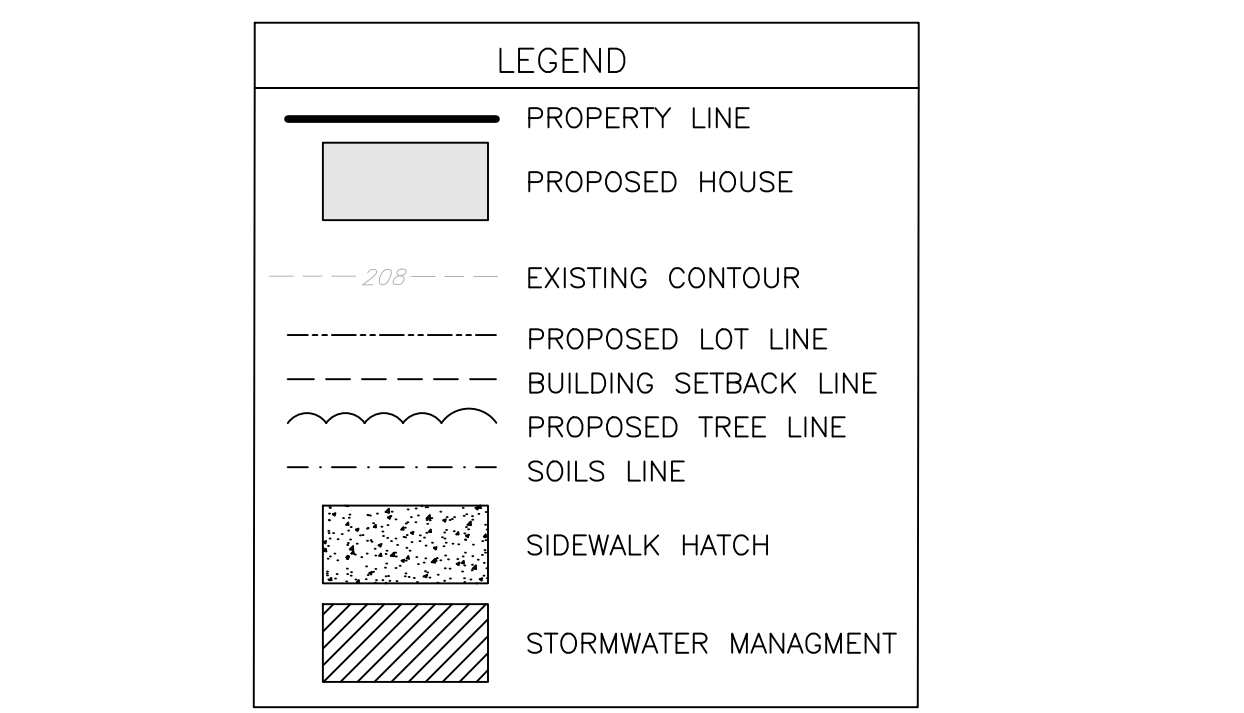 LEGEND
PROPERTY LINE
PROPOSED HOUSE
208 EXISTING CONTOUR
PROPOSED LOT LINE
BUILDING SETBACK LINE
PROPOSED TREE LINE
SOILS LINE
SIDEWALK HATCH
STORMWATER MANAGMENT